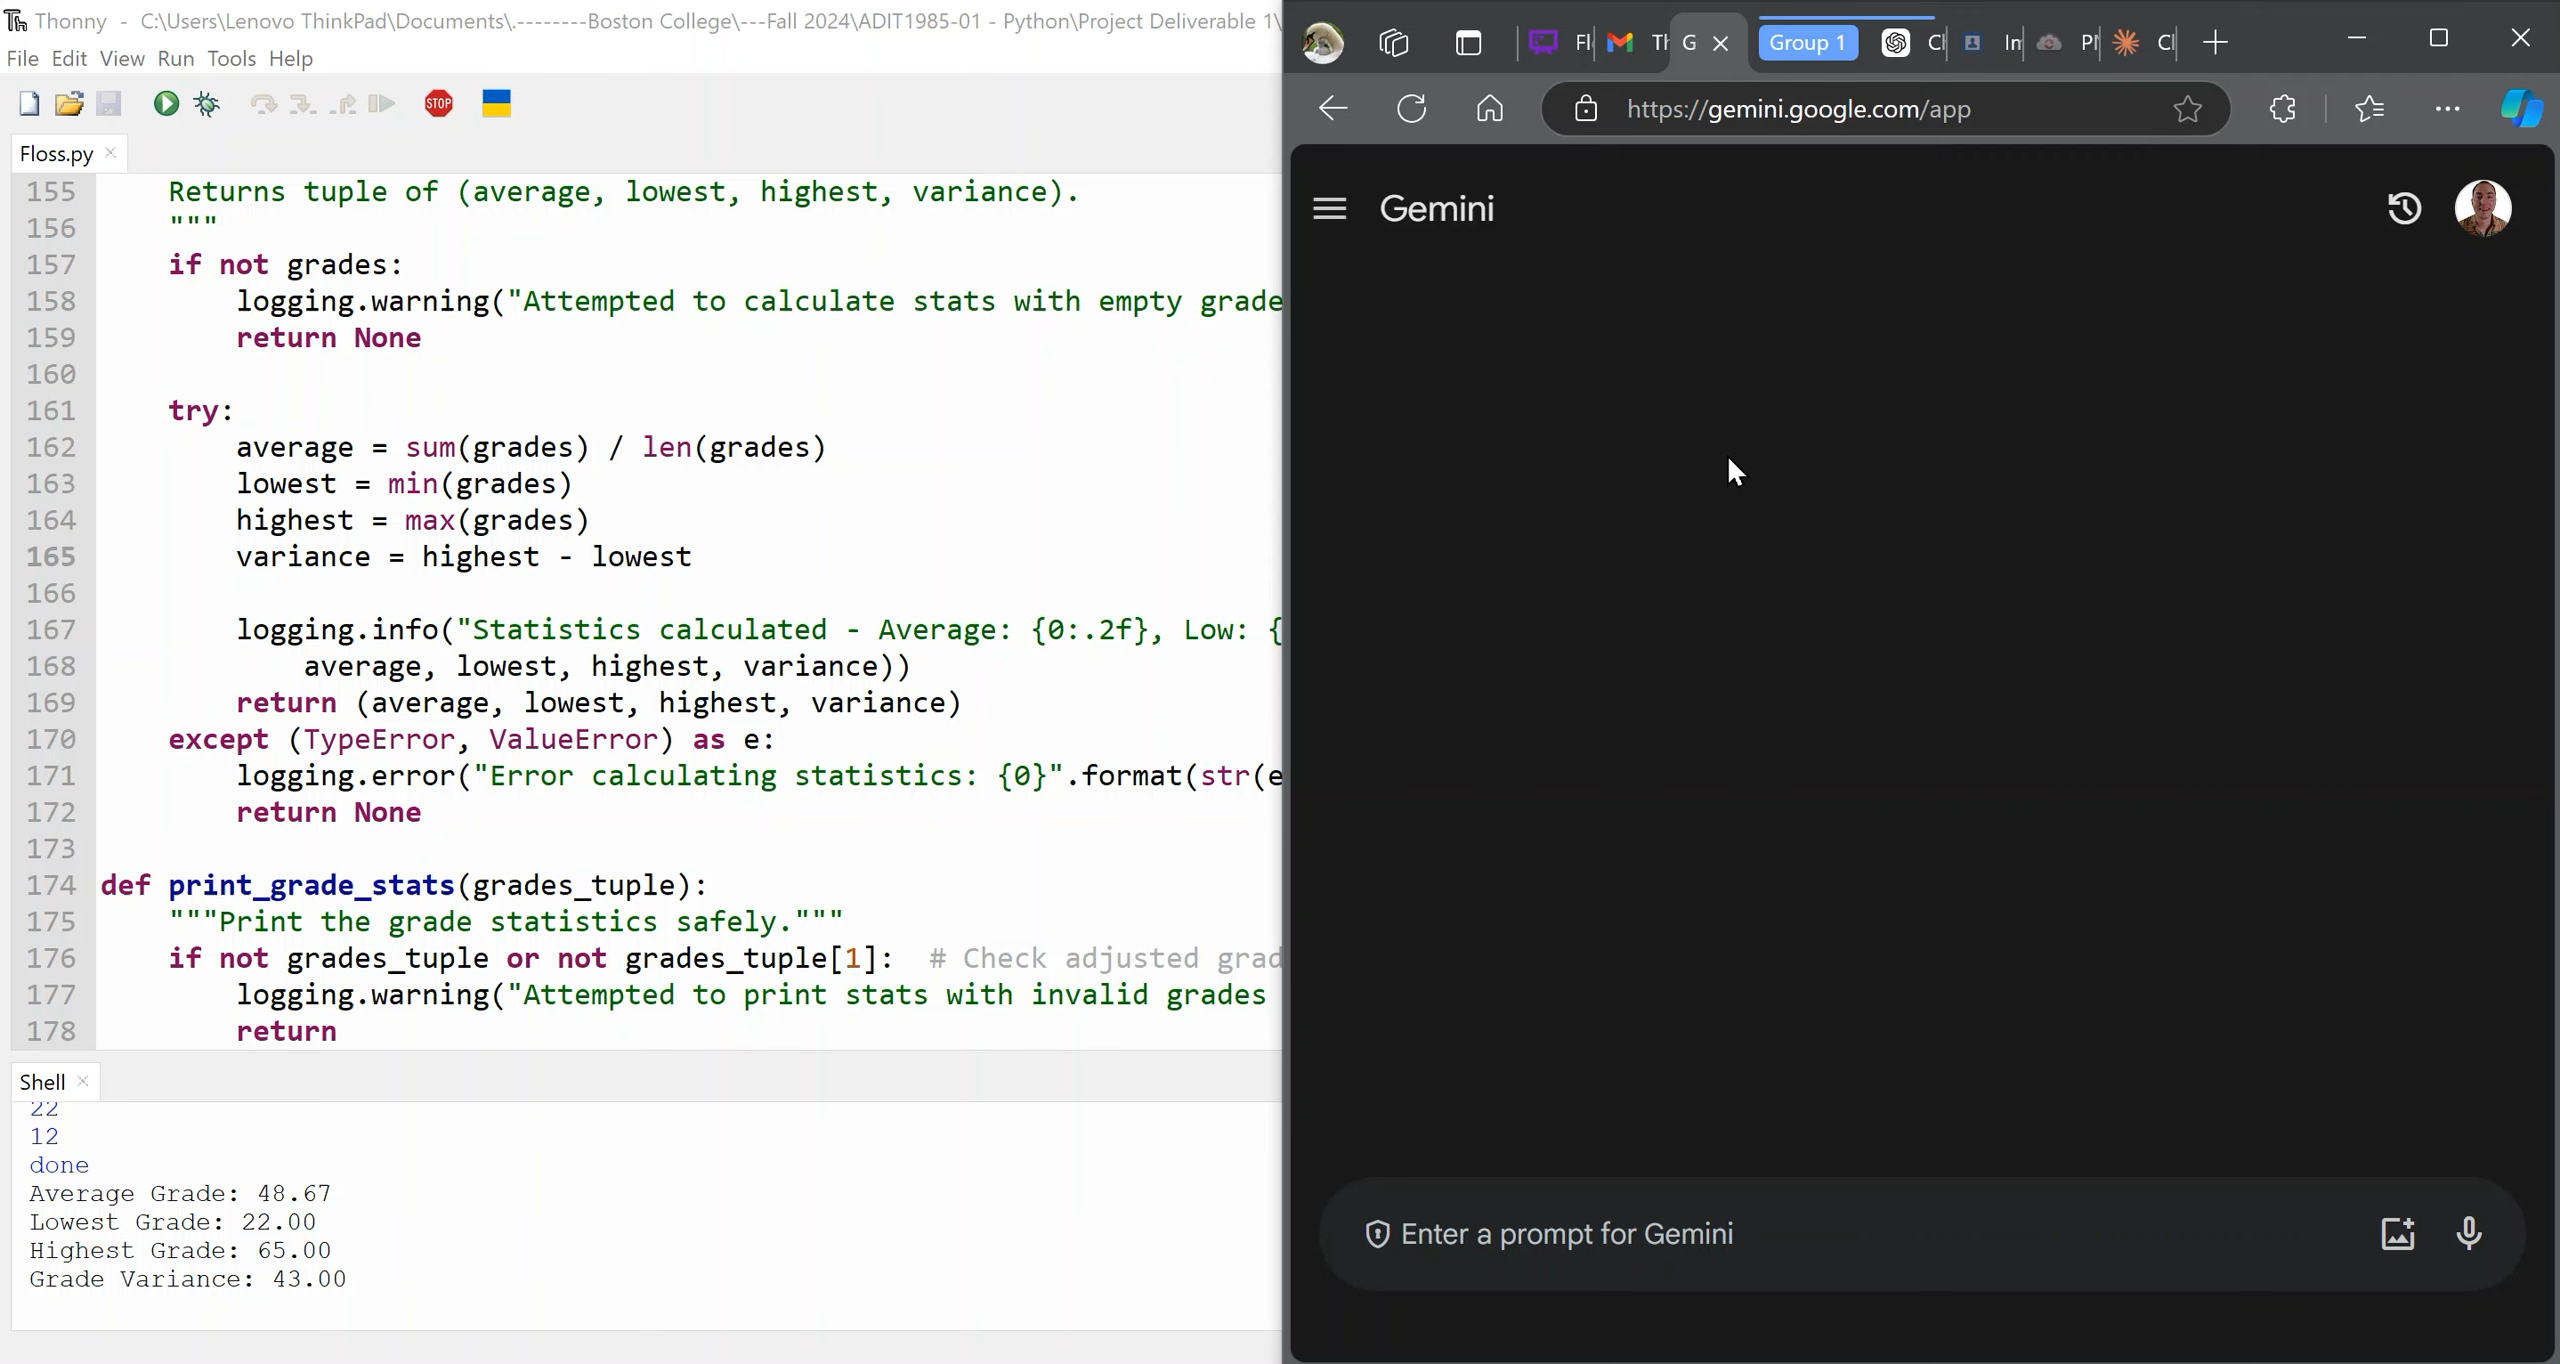 Thonny - C:\Users\Lenovo ThinkPad\Documents\.--------Boston College\---Fall 2024\ADIT1985-01 - Python\Project Deliverable 1\
File Edit View Run Tools Help
STOP
Floss.py
155 Returns tuple of (average, lowest, highest, variance).
156 """
157 if not grades:
158 logging.warning("Attempted to calculate stats with empty grade
159 return None
160
161 try:
162 average = sum(grades) / len(grades)
163 lowest = min(grades)
164 highest = max(grades)
165 variance = highest - lowest
166
167 logging.info("Statistics calculated - Average: {0:.2f}, Low: {
168 average, lowest, highest, variance))
169 return (average, lowest, highest, variance)
170 except (TypeError, ValueError) as e:
171 logging.error("Error calculating statistics: {0}".format(str(e
172 return None
173
174 def print_grade_stats(grades_tuple):
175 """Print the grade statistics safely."""
176 if not grades_tuple or not grades_tuple[1]: # Check adjusted grad
177 logging.warning("Attempted to print stats with invalid grades
178 return
Shell
22
12
done
Average Grade: 48.67
Lowest Grade: 22.00
Highest Grade: 65.00
Grade Variance: 43.00
Fl Th G Group 1 Cl In Pl Cl
https://gemini.google.com/app
Gemini
Enter a prompt for Gemini